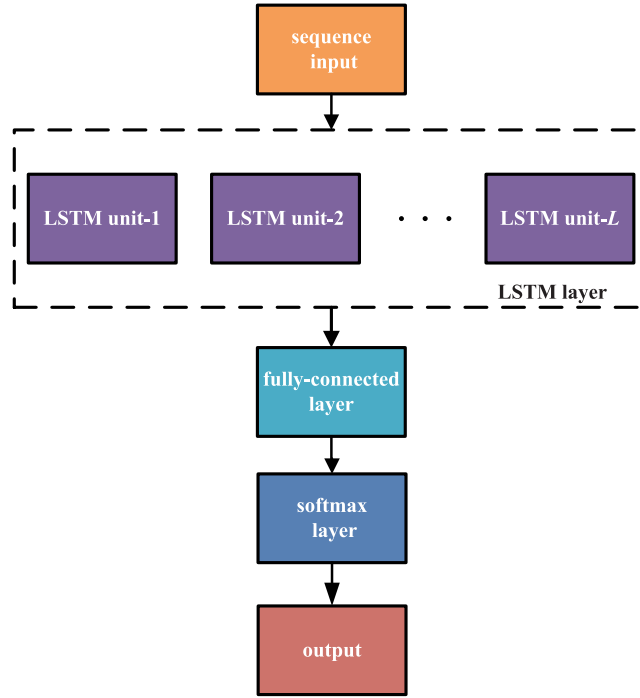 sequence
input
LSTM unit-1
LSTM unit-2
. . .
LSTM unit-L
LSTM layer
fully-connected
layer
softmax
layer
output